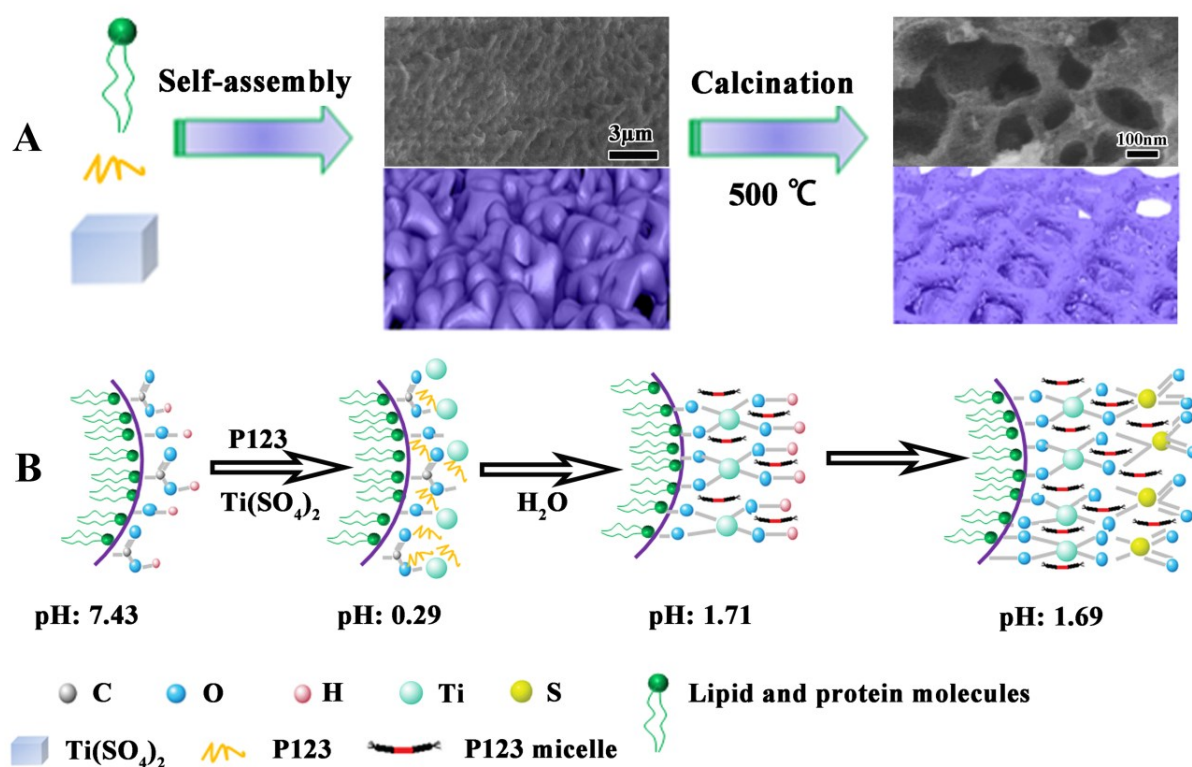 A
Self-assembly
3μm
Calcination
500 ℃
100nm
B
P123
Ti(SO₄)₂
H₂O
pH: 7.43
pH: 0.29
pH: 1.71
pH: 1.69
C
O
H
Ti
S
Lipid and protein molecules
Ti(SO₄)₂
P123
P123 micelle